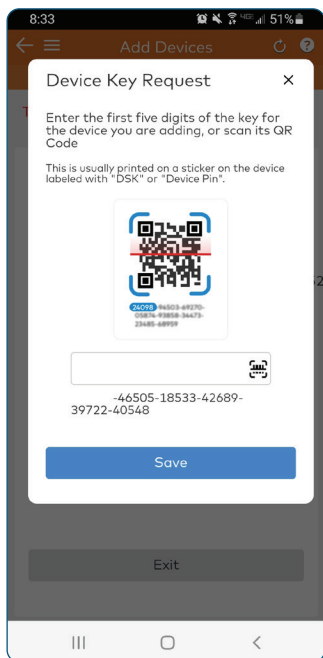 8:33
51%
Add Devices
Device Key Request
Enter the first five digits of the key for
the device you are adding, or scan its QR
Code
This is usually printed on a sticker on the device
labeled with "DSK" or "Device Pin".
24098-94503-69270-
05874-93858-34473-
23485-68959
-46505-18533-42689-
39722-40548
Save
Exit